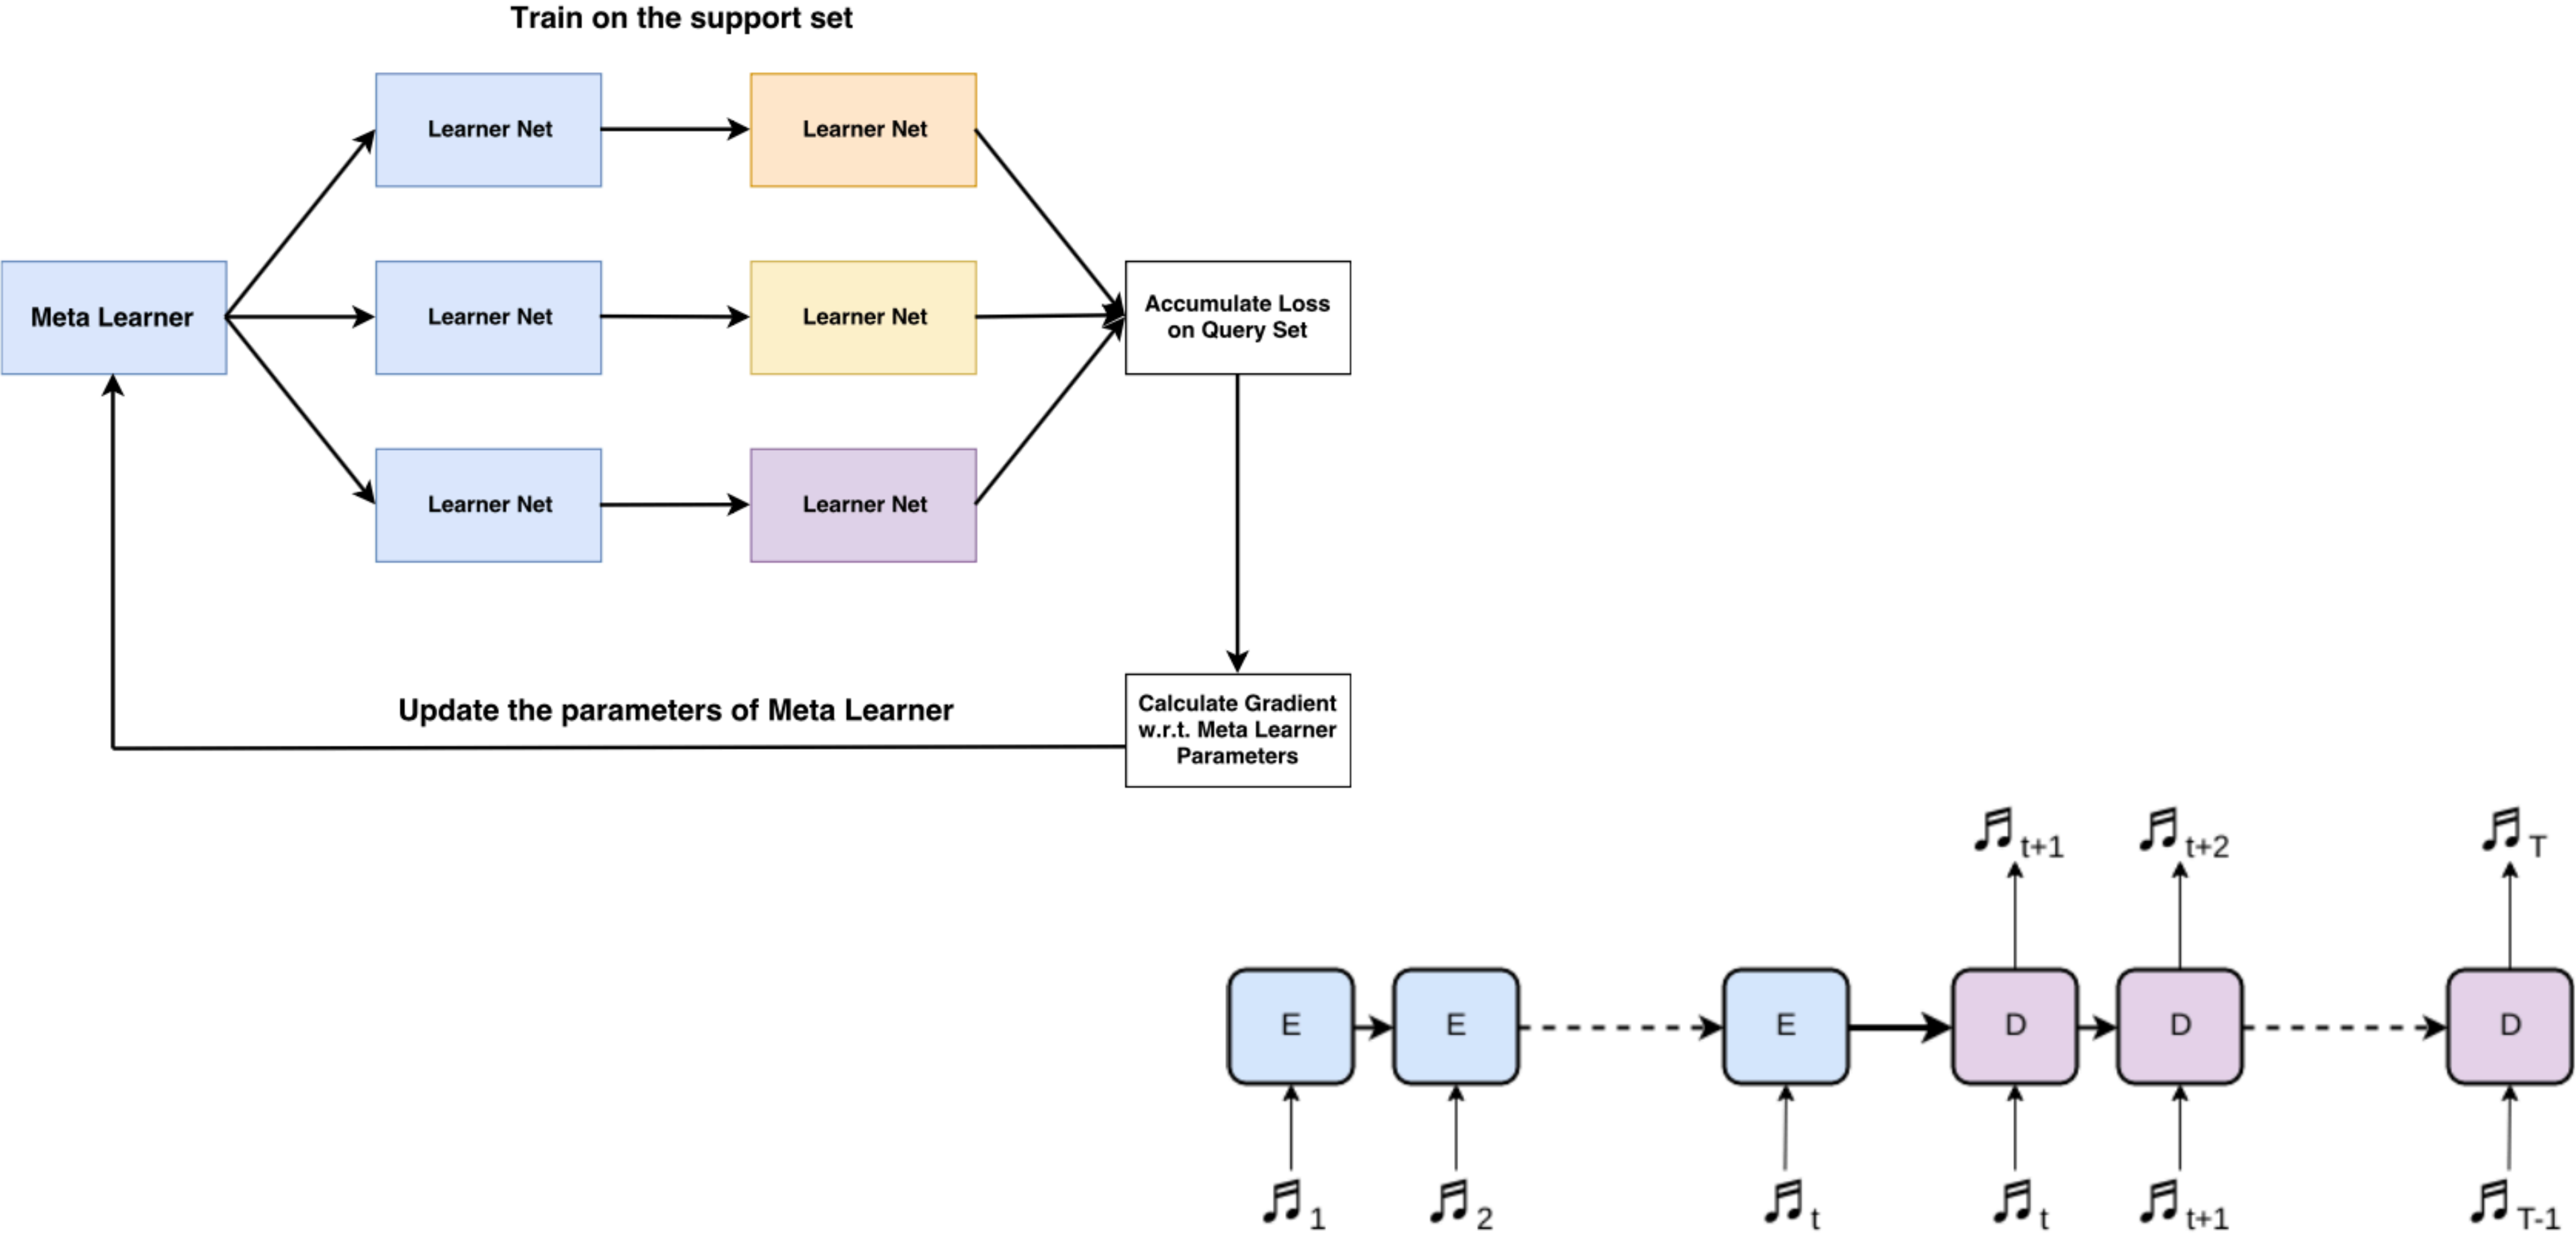 Train on the support set
Learner Net
Learner Net
Meta Learner
Learner Net
Learner Net
Accumulate Loss
on Query Set
Learner Net
Learner Net
Update the parameters of Meta Learner
Calculate Gradient
w.r.t. Meta Learner
Parameters
t+1
t+2
T
E
E
E
D
D
D
1
2
t
t
t+1
T-1